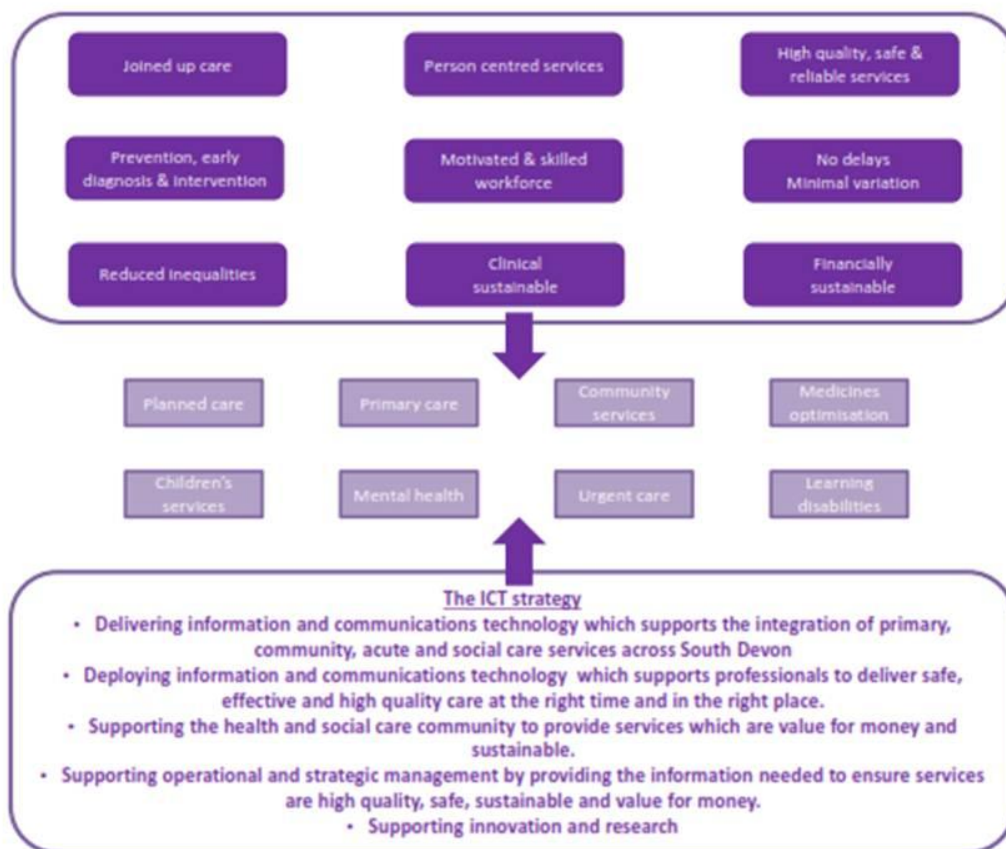 Joined up care
Person centred services
High quality, safe &
reliable services
Prevention, early
diagnosis & intervention
Motivated & skilled
workforce
No delays
Minimal variation
Reduced inequalities
Clinical
sustainable
Financially
sustainable
Planned care
Primary care
Community
services
Medicines
optimisation
Children's
services
Mental health
Urgent care
Learning
disabilities
The ICT strategy
• Delivering information and communications technology which supports the integration of primary,
community, acute and social care services across South Devon
• Deploying information and communications technology which supports professionals to deliver safe,
effective and high quality care at the right time and in the right place.
• Supporting the health and social care community to provide services which are value for money and
sustainable.
• Supporting operational and strategic management by providing the information needed to ensure services
are high quality, safe, sustainable and value for money.
• Supporting innovation and research